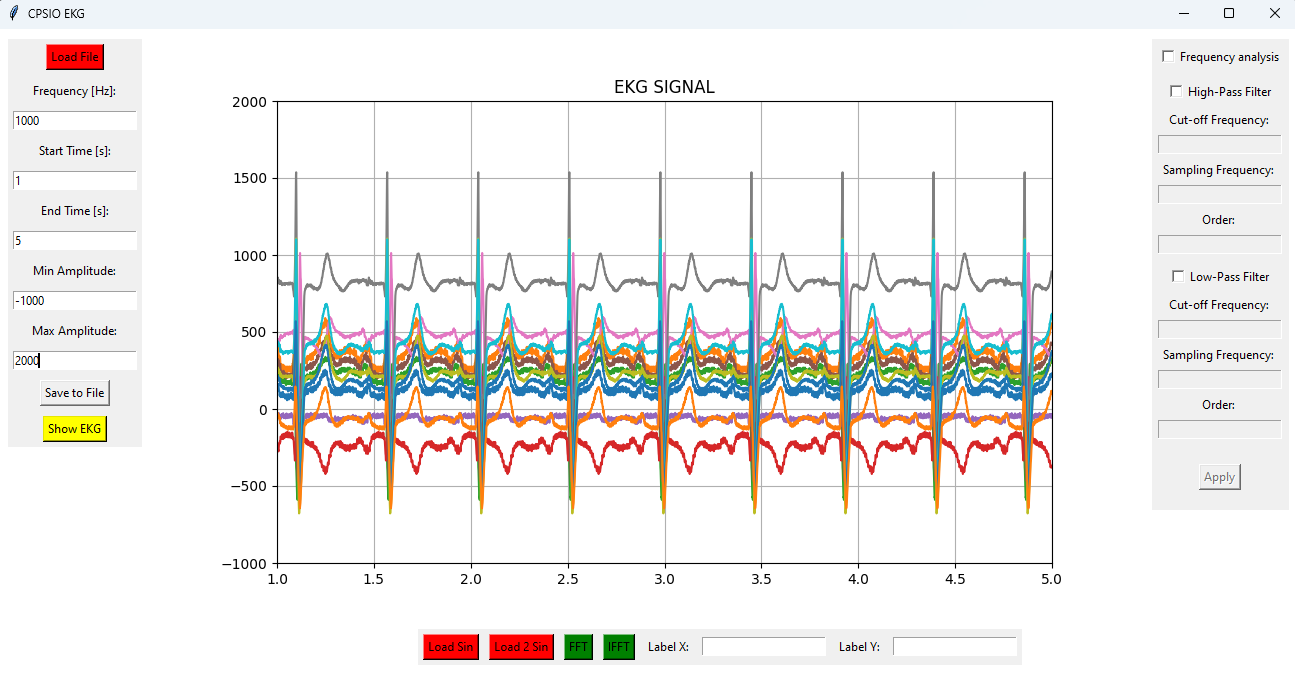 CPSIO EKG
Load File
Frequency [Hz]:
1000
Start Time [s]:
1
End Time [s]:
5
Min Amplitude:
-1000
Max Amplitude:
2000
Save to File
Show EKG
EKG SIGNAL
2000
1500
1000
500
0
−500
−1000
1.0 1.5 2.0 2.5 3.0 3.5 4.0 4.5 5.0
Frequency analysis
High-Pass Filter
Cut-off Frequency:
Sampling Frequency:
Order:
Low-Pass Filter
Cut-off Frequency:
Sampling Frequency:
Order:
Apply
Load Sin Load 2 Sin FFT IFFT Label X: Label Y: